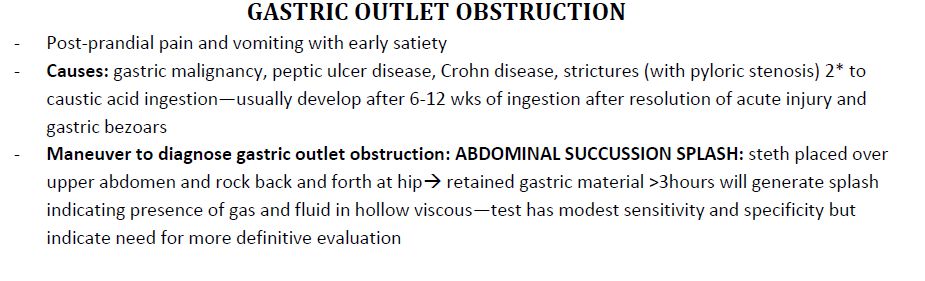 GASTRIC OUTLET OBSTRUCTION
- Post-prandial pain and vomiting with early satiety
- Causes: gastric malignancy, peptic ulcer disease, Crohn disease, strictures (with pyloric stenosis) 2* to
caustic acid ingestion—usually develop after 6-12 wks of ingestion after resolution of acute injury and
gastric bezoars
- Maneuver to diagnose gastric outlet obstruction: ABDOMINAL SUCCUSSION SPLASH: steth placed over
upper abdomen and rock back and forth at hip→ retained gastric material >3hours will generate splash
indicating presence of gas and fluid in hollow viscous—test has modest sensitivity and specificity but
indicate need for more definitive evaluation